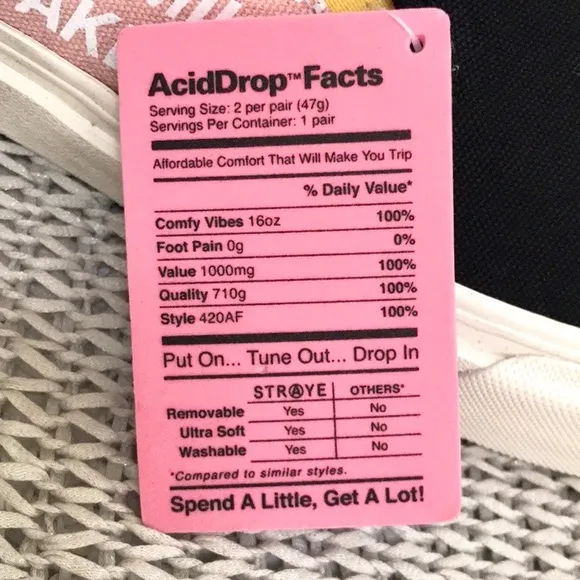 AcidDrop™ Facts
Serving Size: 2 per pair (47g)
Servings Per Container: 1 pair
Affordable Comfort That Will Make You Trip
% Daily Value*
Comfy Vibes 16oz 100%
Foot Pain 0g 0%
Value 1000mg 100%
Quality 710g 100%
Style 420AF 100%
Put On... Tune Out... Drop In
STRAYE OTHERS*
Removable Yes No
Ultra Soft Yes No
Washable Yes No
*Compared to similar styles.
Spend A Little, Get A Lot!